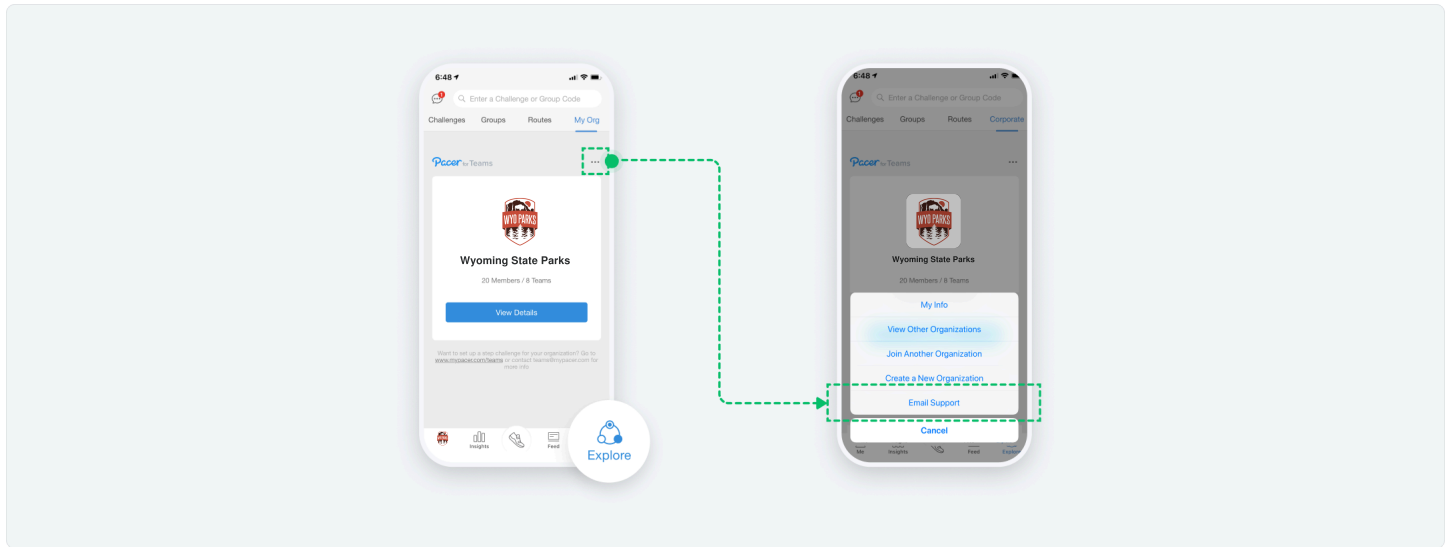 6:48
1
Enter a Challenge or Group Code
Challenges Groups Routes My Org
Pacer for Teams
WYO PARKS
Wyoming State Parks
20 Members / 8 Teams
View Details
Want to set up a step challenge for your organization? Go to
www.mypacer.com/teams or contact teams@mypacer.com for
more info
Insights Feed
Explore
6:48
1
Enter a Challenge or Group Code
Challenges Groups Routes Corporate
Pacer for Teams
WYO PARKS
Wyoming State Parks
20 Members / 8 Teams
My Info
View Other Organizations
Join Another Organization
Create a New Organization
Email Support
Cancel
Me Insights Feed Explore